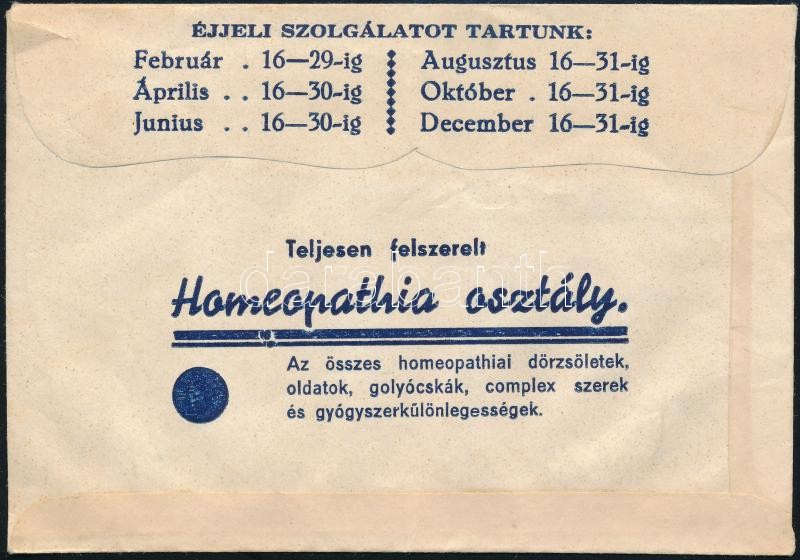 ÉJJELI SZOLGÁLATOT TARTUNK:
Február . 16—29-ig
Április . . 16—30-ig
Junius . . 16—30-ig
Augusztus 16—31-ig
Október . 16—31-ig
December 16—31-ig
Teljesen felszerelt
Homeopathia osztály.
Az összes homeopathiai dörzsöletek,
oldatok, golyócskák, complex szerek
és gyógyszerkülönlegességek.
darabanth